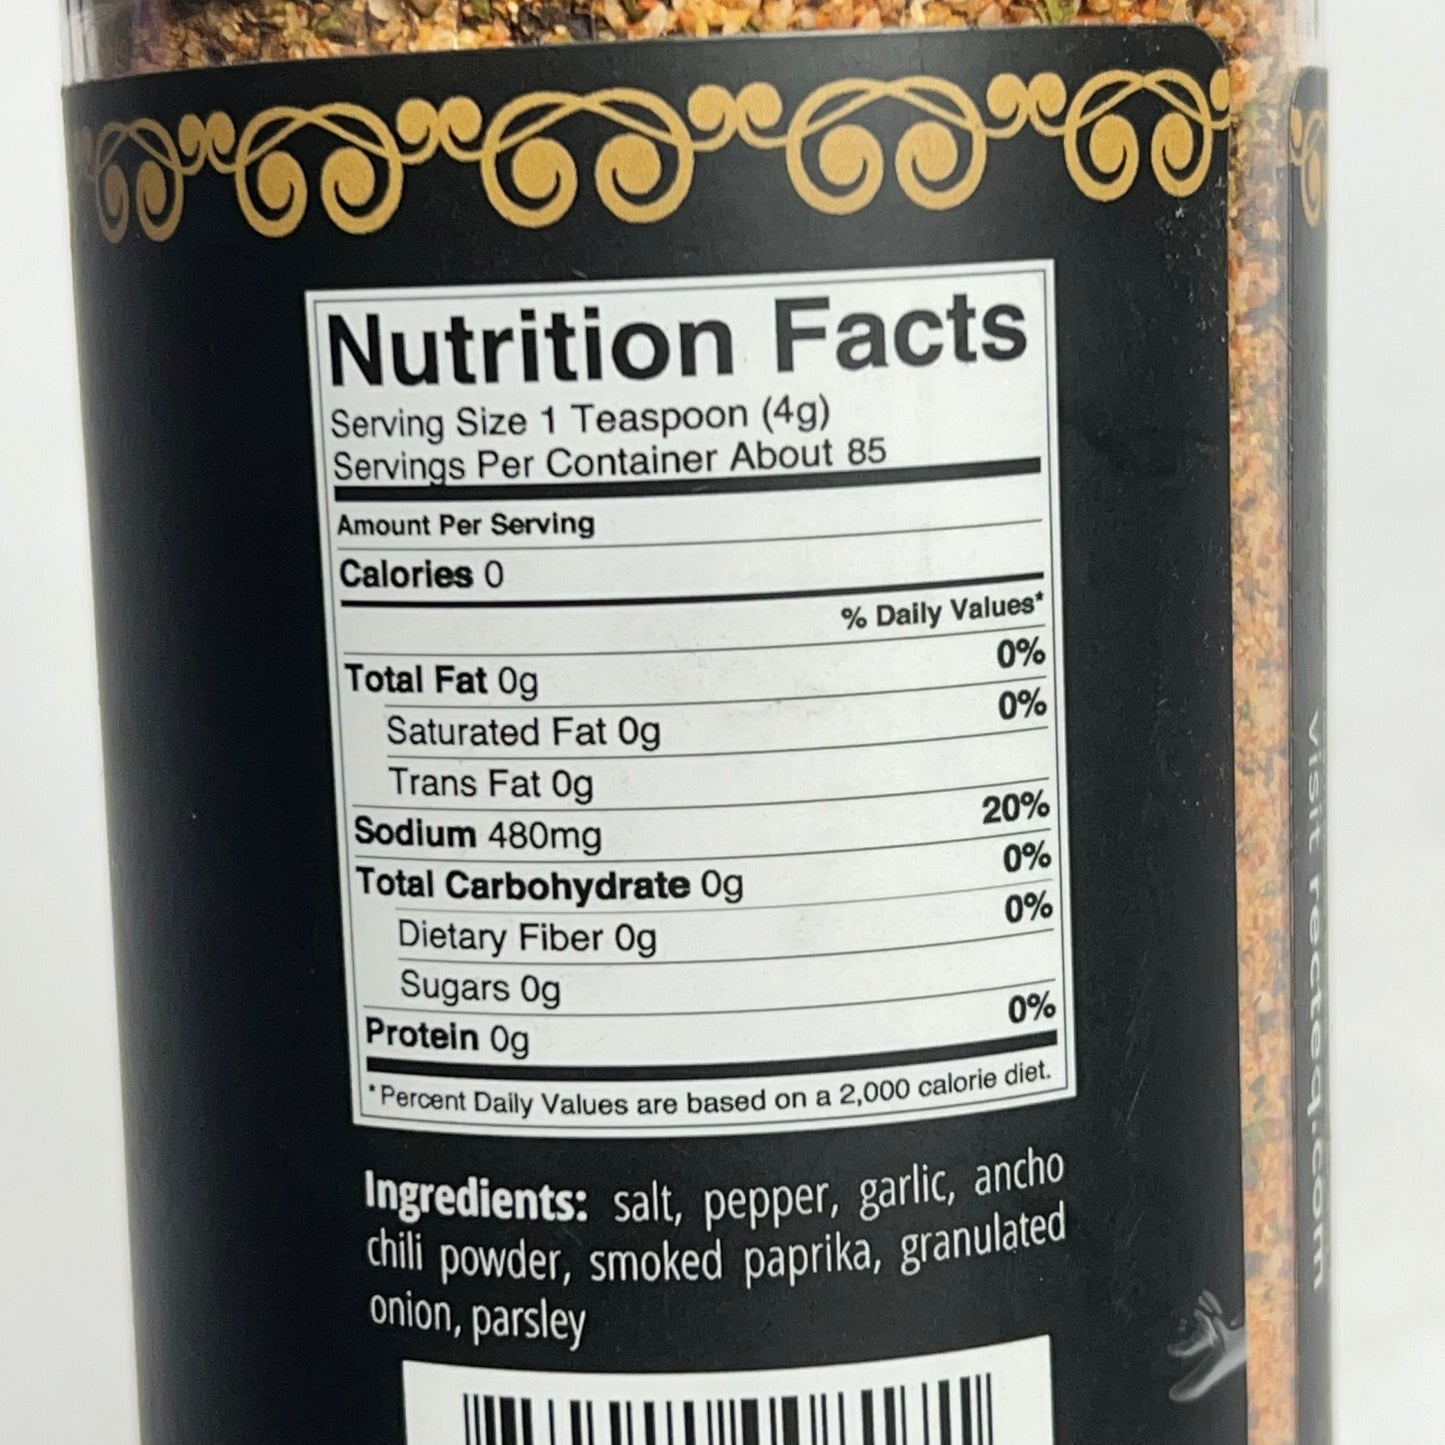 Nutrition Facts
Serving Size 1 Teaspoon (4g)
Servings Per Container About 85
Amount Per Serving
Calories 0
% Daily Values*
Total Fat 0g 0%
Saturated Fat 0g 0%
Trans Fat 0g
Sodium 480mg 20%
Total Carbohydrate 0g 0%
Dietary Fiber 0g 0%
Sugars 0g
Protein 0g 0%
*Percent Daily Values are based on a 2,000 calorie diet.
Ingredients: salt, pepper, garlic, ancho
chili powder, smoked paprika, granulated
onion, parsley
visit recteq.com